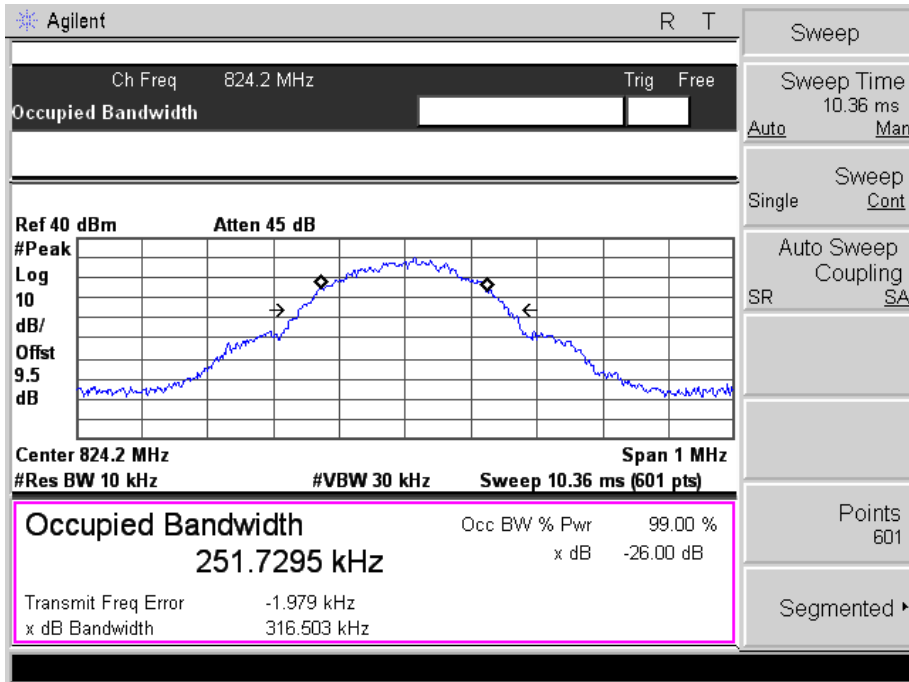 Agilent R T
Ch Freq 824.2 MHz Trig Free
Occupied Bandwidth
Ref 40 dBm Atten 45 dB
#Peak
Log
10
dB/
Offst
9.5
dB
Center 824.2 MHz Span 1 MHz
#Res BW 10 kHz #VBW 30 kHz Sweep 10.36 ms (601 pts)
Occupied Bandwidth Occ BW % Pwr 99.00 %
251.7295 kHz x dB -26.00 dB
Transmit Freq Error -1.979 kHz
x dB Bandwidth 316.503 kHz
Sweep
Sweep Time
10.36 ms
Auto Man
Sweep
Single Cont
Auto Sweep
Coupling
SR SA
Points
601
Segmented